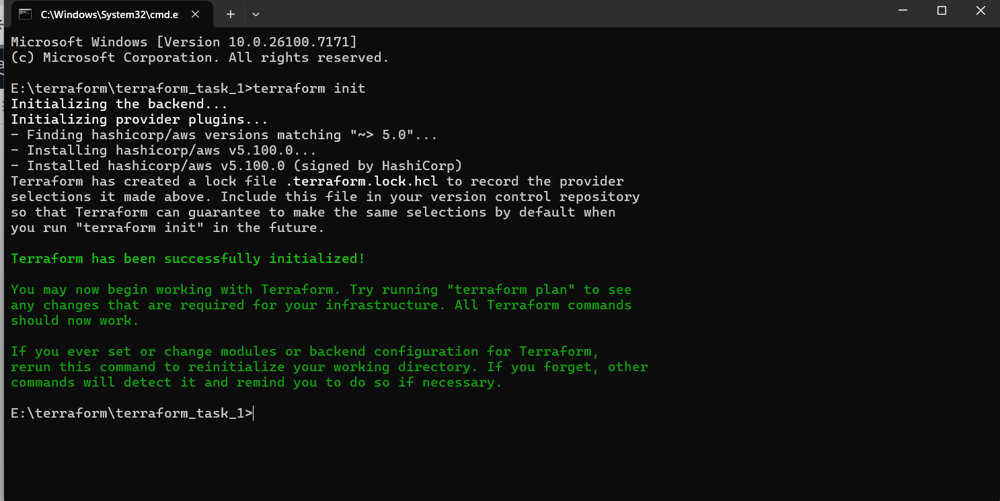 C:\Windows\System32\cmd.e
Microsoft Windows [Version 10.0.26100.7171]
(c) Microsoft Corporation. All rights reserved.
E:\terraform\terraform_task_1>terraform init
Initializing the backend...
Initializing provider plugins...
- Finding hashicorp/aws versions matching "~> 5.0"...
- Installing hashicorp/aws v5.100.0...
- Installed hashicorp/aws v5.100.0 (signed by HashiCorp)
Terraform has created a lock file .terraform.lock.hcl to record the provider
selections it made above. Include this file in your version control repository
so that Terraform can guarantee to make the same selections by default when
you run "terraform init" in the future.
Terraform has been successfully initialized!
You may now begin working with Terraform. Try running "terraform plan" to see
any changes that are required for your infrastructure. All Terraform commands
should now work.
If you ever set or change modules or backend configuration for Terraform,
rerun this command to reinitialize your working directory. If you forget, other
commands will detect it and remind you to do so if necessary.
E:\terraform\terraform_task_1>